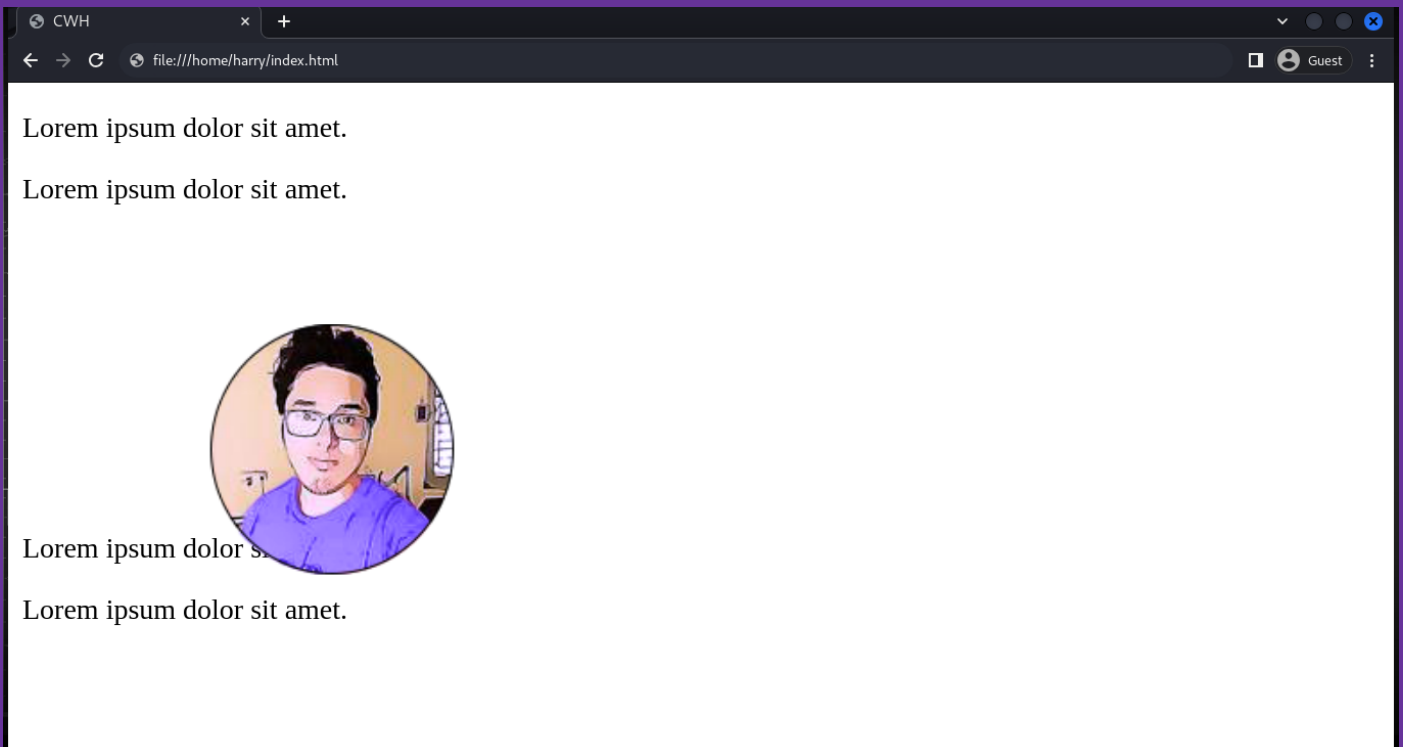 CWH
file:///home/harry/index.html
Guest
Lorem ipsum dolor sit amet.
Lorem ipsum dolor sit amet.
Lorem ipsum dolor
Lorem ipsum dolor sit amet.